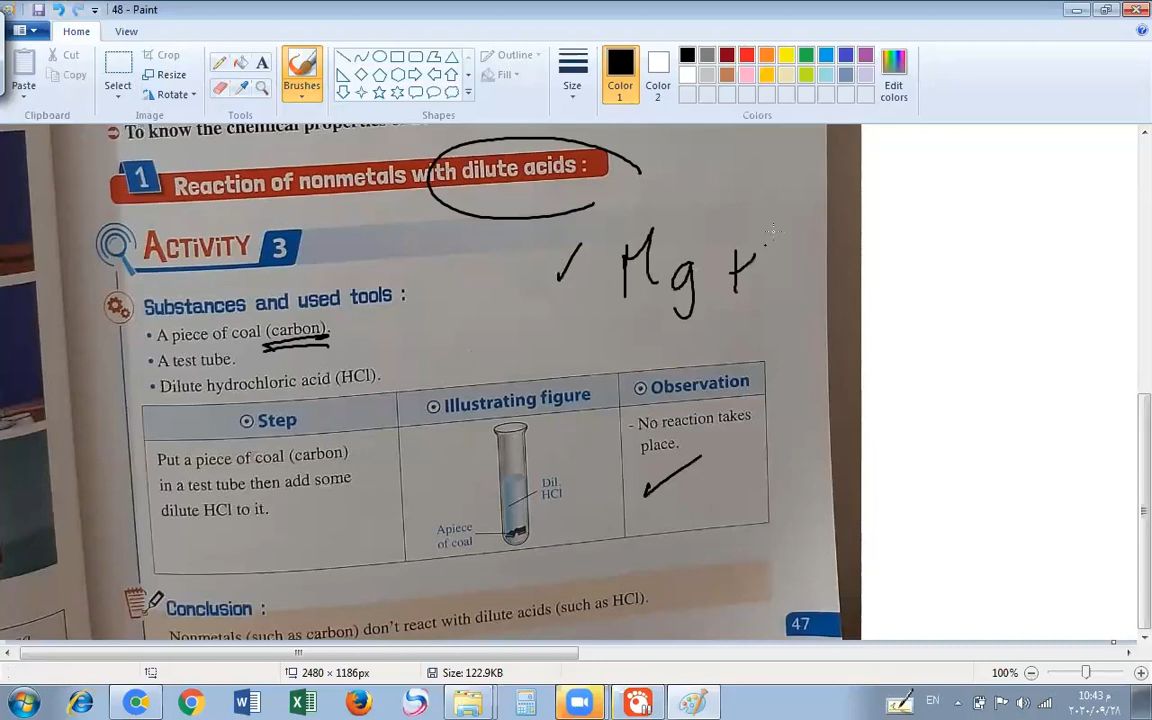 48 - Paint
Home View
Paste
Cut
Copy
Clipboard
Select
Crop
Resize
Rotate
Image
A
Tools
Brushes
Shapes
Outline
Fill
Size
Color 1
Color 2
Edit colors
Colors
To know the chemical properties
1 Reaction of nonmetals with dilute acids :
ACTIVITY 3
✓ Mg +
Substances and used tools :
• A piece of coal (carbon).
• A test tube.
• Dilute hydrochloric acid (HCl).
Step
Illustrating figure
Observation
Put a piece of coal (carbon)
in a test tube then add some
dilute HCl to it.
Dil.
HCl
Apiece
of coal
- No reaction takes
place.
Conclusion :
Nonmetals (such as carbon) don't react with dilute acids (such as HCl).
47
2480 × 1186px
Size: 122.9KB
100%
EN
10:43 م
٢٠٢٠/٠٩/٢٨